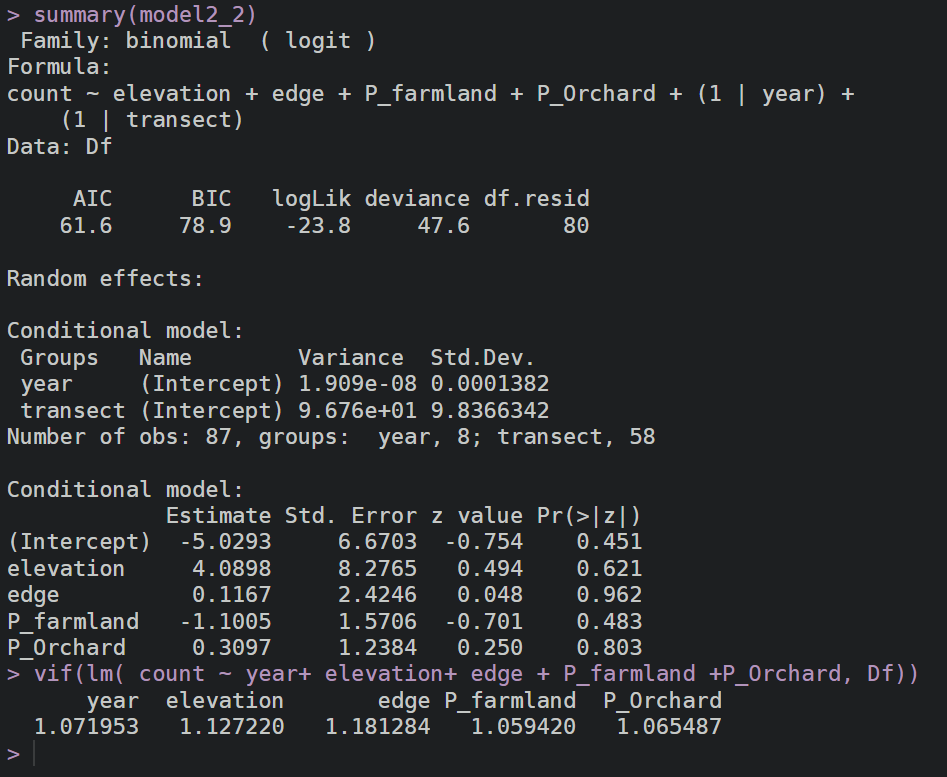 > summary(model2_2)
 Family: binomial  ( logit )
Formula:
count ~ elevation + edge + P_farmland + P_Orchard + (1 | year) +
    (1 | transect)
Data: Df

     AIC      BIC   logLik deviance df.resid
    61.6     78.9    -23.8     47.6       80

Random effects:

Conditional model:
 Groups   Name        Variance  Std.Dev.
 year     (Intercept) 1.909e-08 0.0001382
 transect (Intercept) 9.676e+01 9.8366342
Number of obs: 87, groups:  year, 8; transect, 58

Conditional model:
            Estimate Std. Error z value Pr(>|z|)
(Intercept)  -5.0293     6.6703  -0.754    0.451
elevation     4.0898     8.2765   0.494    0.621
edge          0.1167     2.4246   0.048    0.962
P_farmland   -1.1005     1.5706  -0.701    0.483
P_Orchard     0.3097     1.2384   0.250    0.803
> vif(lm( count ~ year+ elevation+ edge + P_farmland +P_Orchard, Df))
      year  elevation       edge P_farmland  P_Orchard
  1.071953   1.127220   1.181284   1.059420   1.065487
>